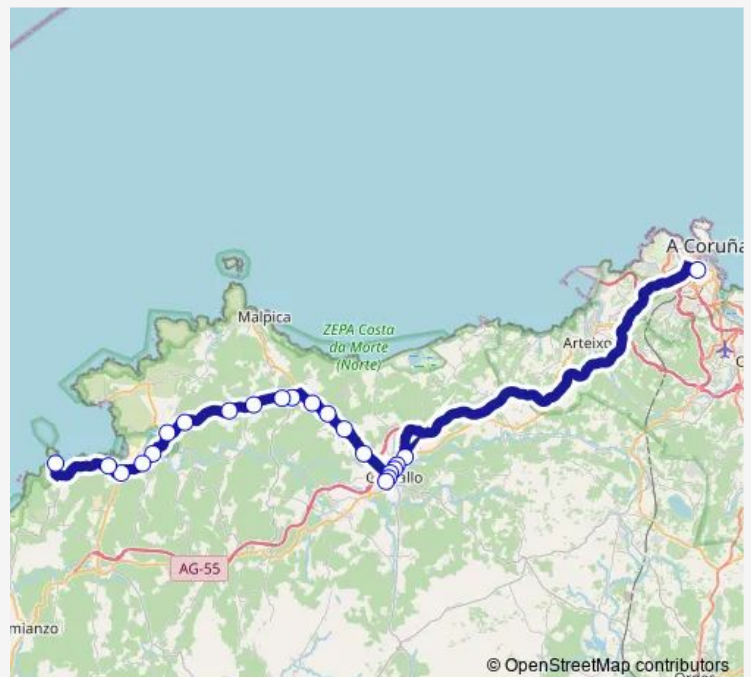 A Coruña
Malpica
ZEPA Costa
da Morte
(Norte)
Arteixo
AG-55
mianzo
© OpenStreetMap contributors